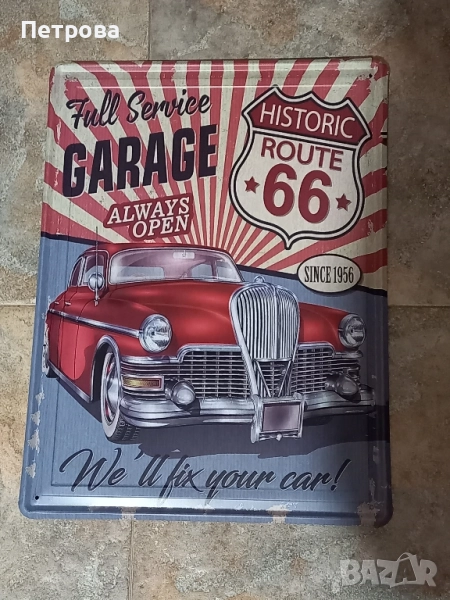 Петрова
Full Service
GARAGE
ALWAYS
OPEN
HISTORIC
ROUTE
66
SINCE 1956
We'll fix your car!
BAZAR